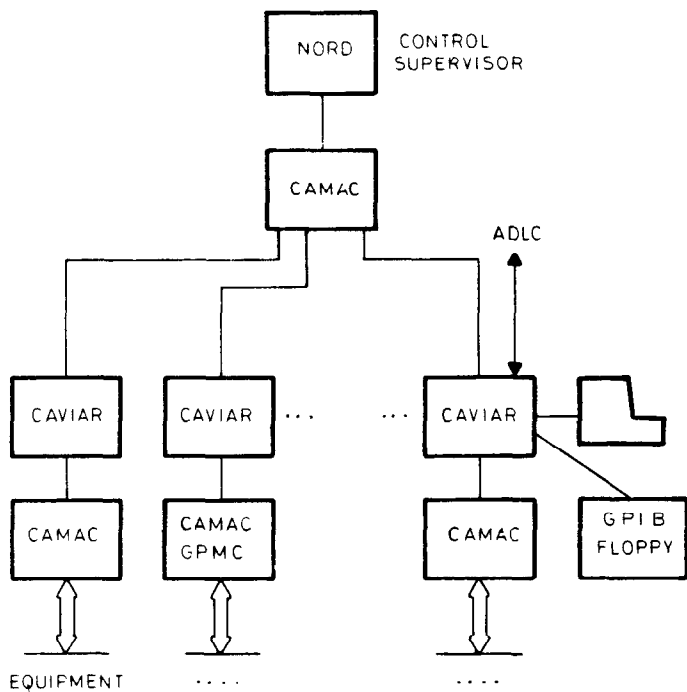 NORD
CONTROL
SUPERVISOR
CAMAC
ADLC
CAVIAR
CAVIAR
...
...
CAVIAR
CAMAC
CAMAC
GPMC
CAMAC
GPIB
FLOPPY
EQUIPMENT
....
....